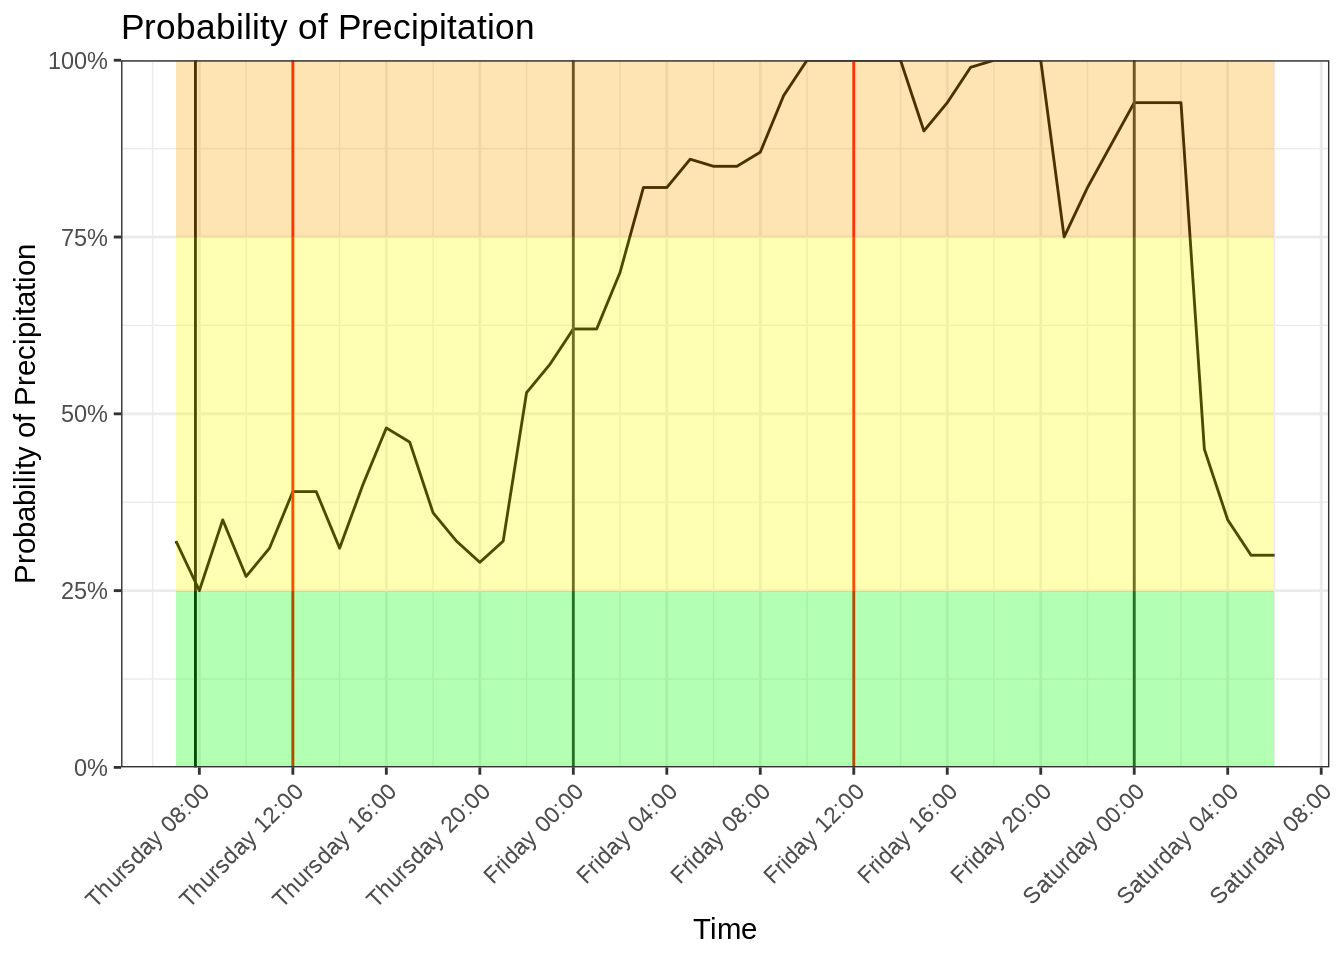 Probability of Precipitation
Probability of Precipitation
100%
75%
50%
25%
0%
Thursday 08:00
Thursday 12:00
Thursday 16:00
Thursday 20:00
Friday 00:00
Friday 04:00
Friday 08:00
Friday 12:00
Friday 16:00
Friday 20:00
Saturday 00:00
Saturday 04:00
Saturday 08:00
Time